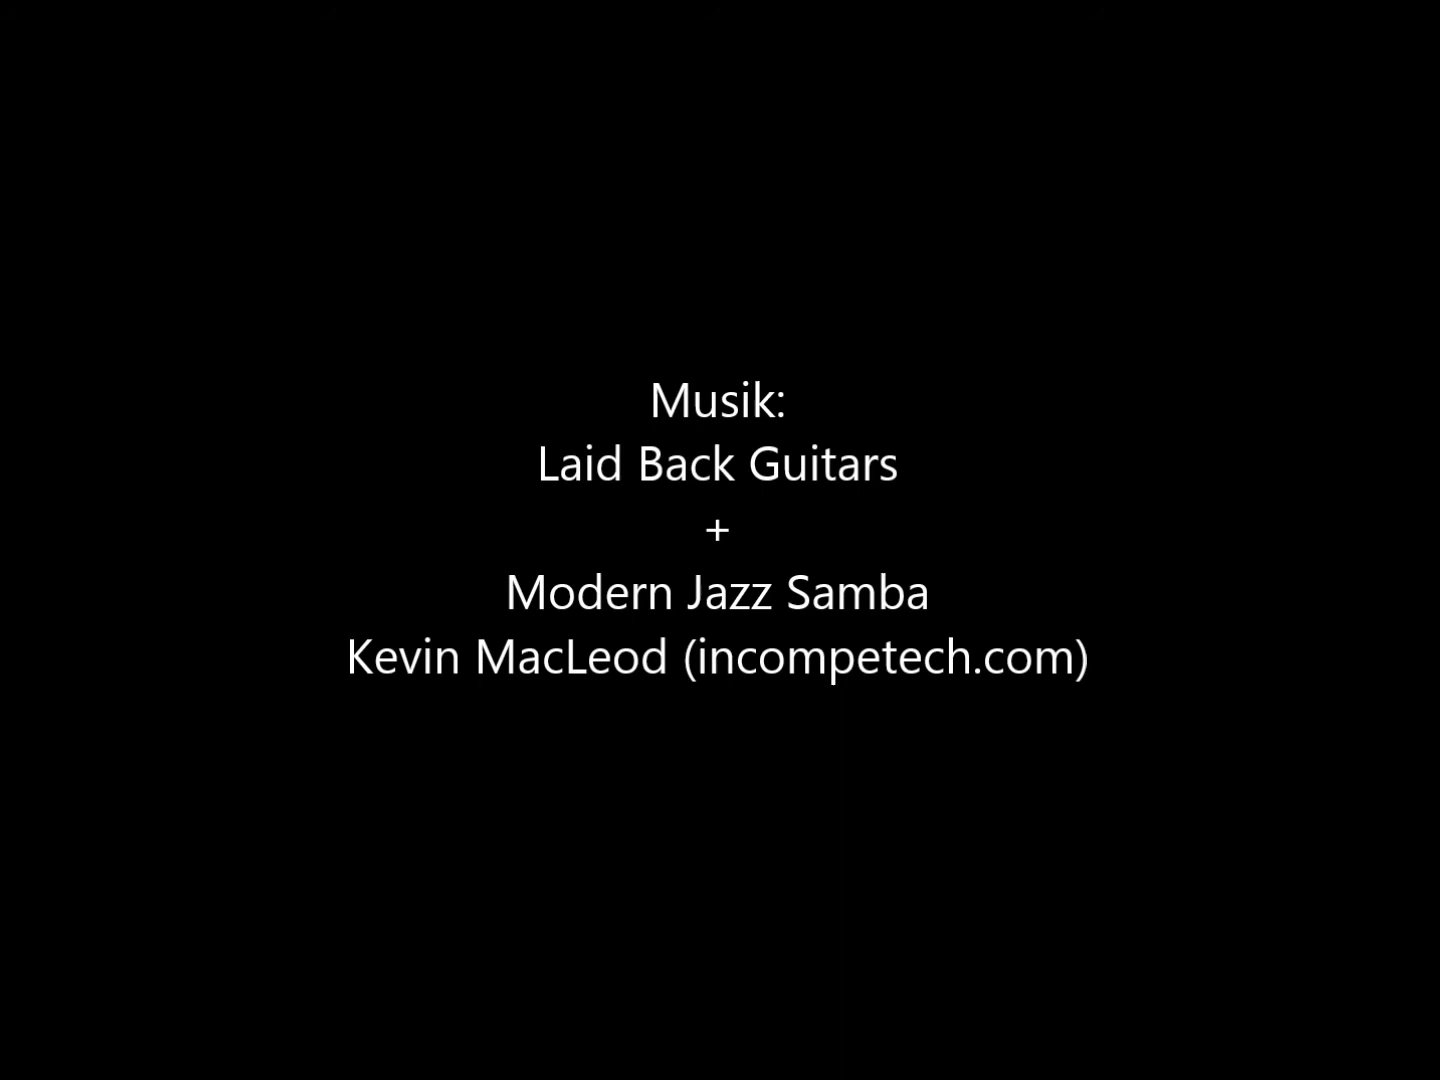 Musik:
Laid Back Guitars
+
Modern Jazz Samba
Kevin MacLeod (incompetech.com)